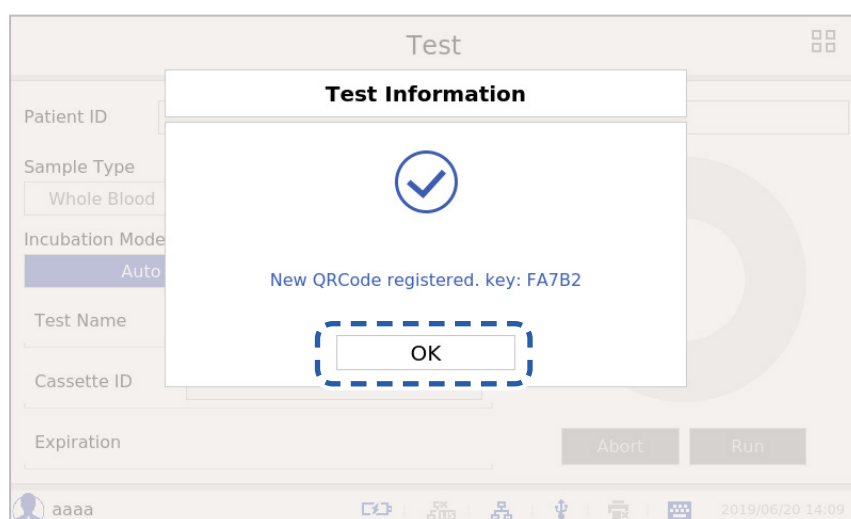 Test
Test Information
Patient ID
Sample Type
Whole Blood
Incubation Mode
Auto
New QRCode registered. key: FA7B2
Test Name
OK
Cassette ID
Expiration
Abort
Run
aaaa
2019/06/20 14:09